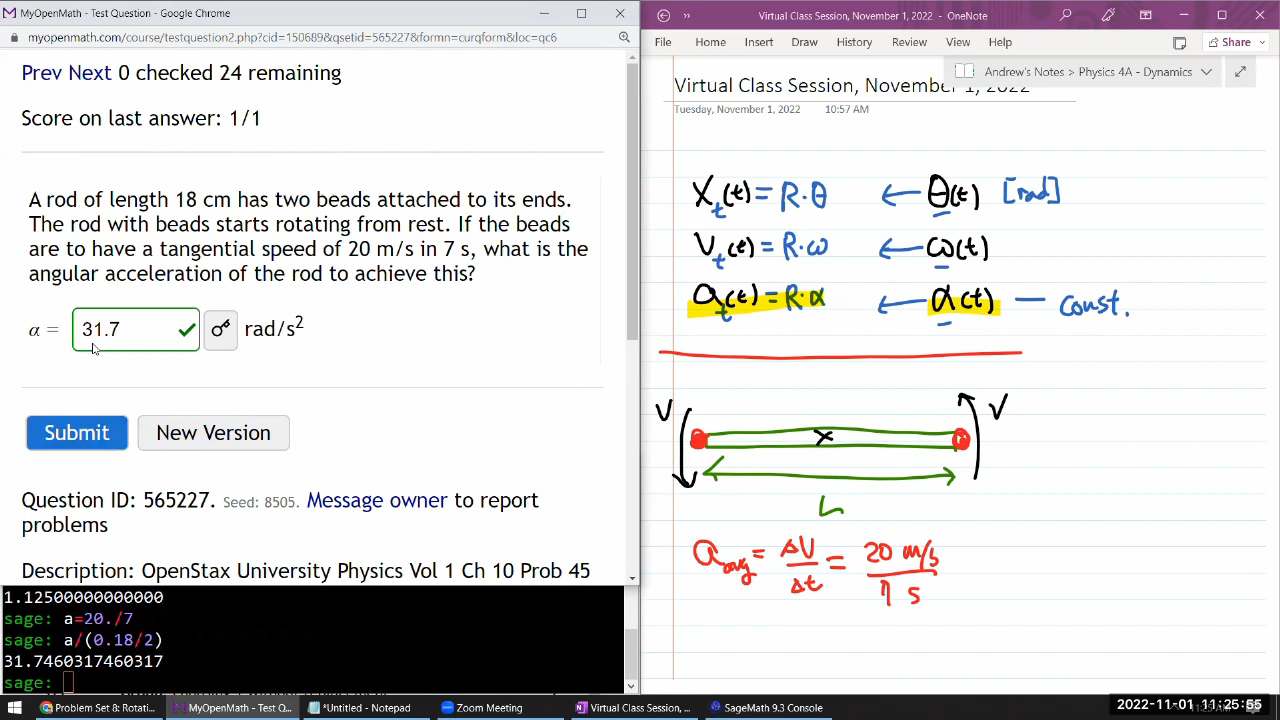 MyOpenMath - Test Question - Google Chrome
myopenmath.com/course/testquestion2.php?cid=150689&qsetid=565227&formn=curqform&loc=qc6
Prev Next 0 checked 24 remaining
Score on last answer: 1/1
A rod of length 18 cm has two beads attached to its ends.
The rod with beads starts rotating from rest. If the beads
are to have a tangential speed of 20 m/s in 7 s, what is the
angular acceleration of the rod to achieve this?
α = 31.7 rad/s²
Submit New Version
Question ID: 565227. Seed: 8505. Message owner to report
problems
Description: OpenStax University Physics Vol 1 Ch 10 Prob 45
1.12500000000000
sage: a=20./7
sage: a/(0.18/2)
31.7460317460317
sage:
Virtual Class Session, November 1, 2022 - OneNote
File Home Insert Draw History Review View Help Share
Andrew's Notes > Physics 4A - Dynamics
Virtual Class Session, November 1, 2022
Tuesday, November 1, 2022 10:57 AM
X_t(t) = R·θ ← θ(t) [rad]
V_t(t) = R·ω ← ω(t)
a_t(t) = R·α ← α(t) — const.
V V
L
a_avg = ΔV/Δt = 20 m/s / 7 s
Problem Set 8: Rotati... MyOpenMath - Test Q... *Untitled - Notepad Zoom Meeting Virtual Class Session, ... SageMath 9.3 Console
2022-11-01 11:25:55